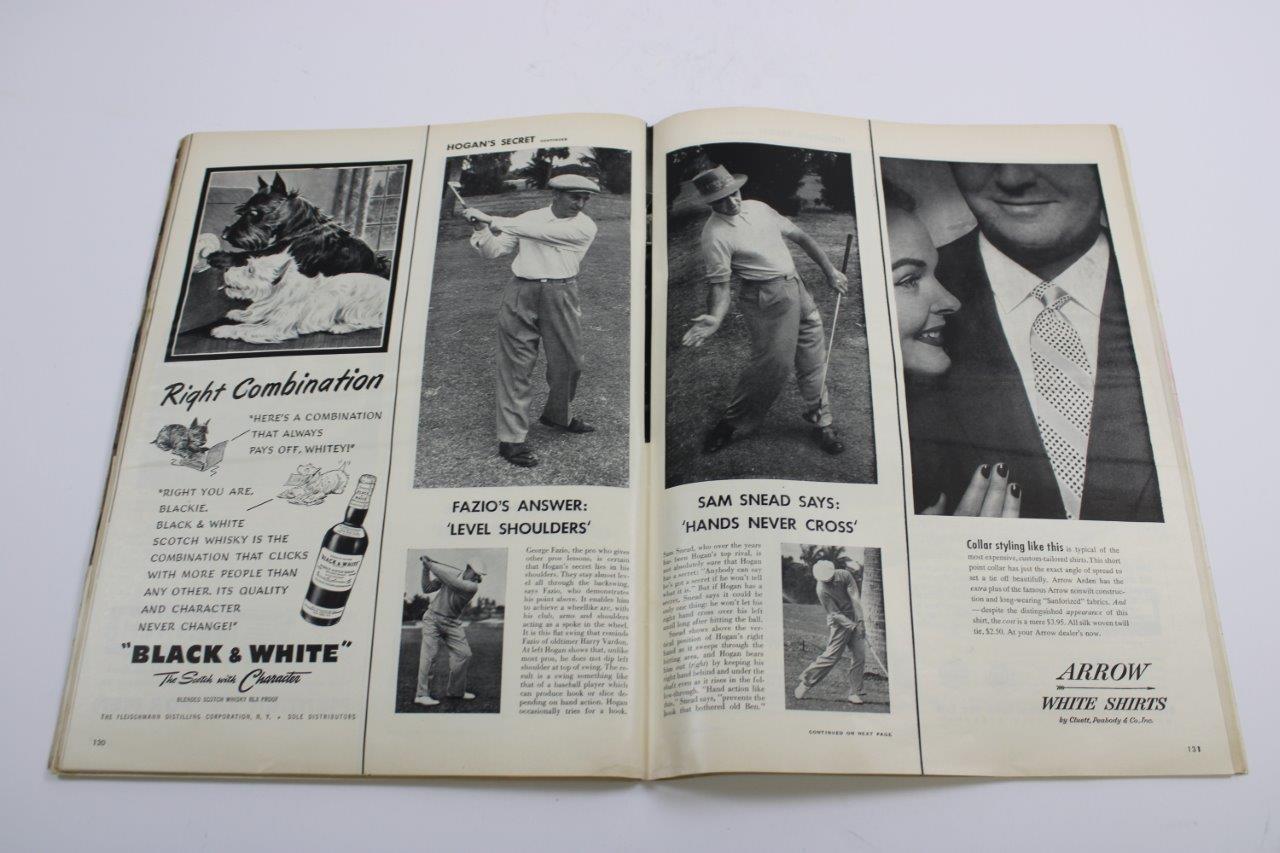 Right Combination
"HERE'S A COMBINATION
THAT ALWAYS
PAYS OFF, WHITEY!"
"RIGHT YOU ARE,
BLACKIE.
BLACK & WHITE
SCOTCH WHISKY IS THE
COMBINATION THAT CLICKS
WITH MORE PEOPLE THAN
ANY OTHER. ITS QUALITY
AND CHARACTER
NEVER CHANGE!"
BLACK & WHITE
"BLACK & WHITE"
The Scotch with Character
BLENDED SCOTCH WHISKY 86.8 PROOF
THE FLEISCHMANN DISTILLING CORPORATION, N. Y. • SOLE DISTRIBUTORS
120
HOGAN'S SECRET CONTINUED
FAZIO'S ANSWER:
'LEVEL SHOULDERS'
George Fazio, the pro who gives
other pros lessons, is certain
that Hogan's secret lies in his
shoulders. They stay almost lev-
el all through the backswing,
says Fazio, who demonstrates
his point above. It enables him
to achieve a wheellike arc, with
his club, arms and shoulders
acting as a spoke in the wheel.
It is this flat swing that reminds
Fazio of oldtimer Harry Vardon.
At left Hogan shows that, unlike
most pros, he does not dip left
shoulder at top of swing. The re-
sult is a swing something like
that of a baseball player which
can produce hook or slice de-
pending on hand action. Hogan
occasionally tries for a hook.
SAM SNEAD SAYS:
'HANDS NEVER CROSS'
Sam Snead, who over the years
has been Hogan's top rival, is
not absolutely sure that Hogan
has a secret: "Anybody can say
he's got a secret if he won't tell
what it is." But if Hogan has a
secret, Snead says it could be
only one thing: he won't let his
right hand cross over his left
until long after hitting the ball.
Snead shows above the ver-
tical position of Hogan's right
hand as it sweeps through the
hitting area, and Hogan bears
him out (right) by keeping his
right hand behind and under the
shaft even as it rises in the fol-
low-through. "Hand action like
this," Snead says, "prevents the
hook that bothered old Ben."
CONTINUED ON NEXT PAGE
Collar styling like this is typical of the
most expensive, custom-tailored shirts. This short
point collar has just the exact angle of spread to
set a tie off beautifully. Arrow Arden has the
extra plus of the famous Arrow nonwilt construc-
tion and long-wearing "Sanforized" fabrics. And
—despite the distinguished appearance of this
shirt, the cost is a mere $3.95. All silk woven twill
tie, $2.50. At your Arrow dealer's now.
ARROW
WHITE SHIRTS
by Cluett, Peabody & Co., Inc.
131